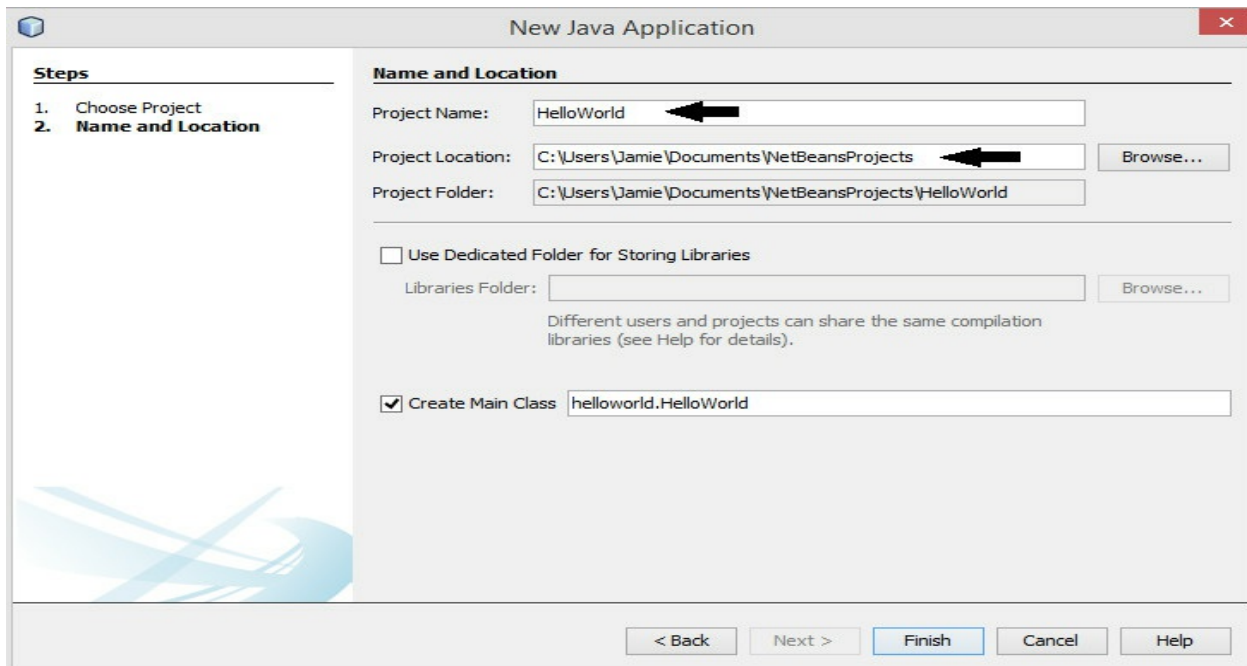 New Java Application
Steps
1. Choose Project
2. Name and Location
Name and Location
Project Name: HelloWorld
Project Location: C:\Users\Jamie\Documents\NetBeansProjects Browse...
Project Folder: C:\Users\Jamie\Documents\NetBeansProjects\HelloWorld
Use Dedicated Folder for Storing Libraries
Libraries Folder: Browse...
Different users and projects can share the same compilation
libraries (see Help for details).
Create Main Class helloworld.HelloWorld
< Back Next > Finish Cancel Help